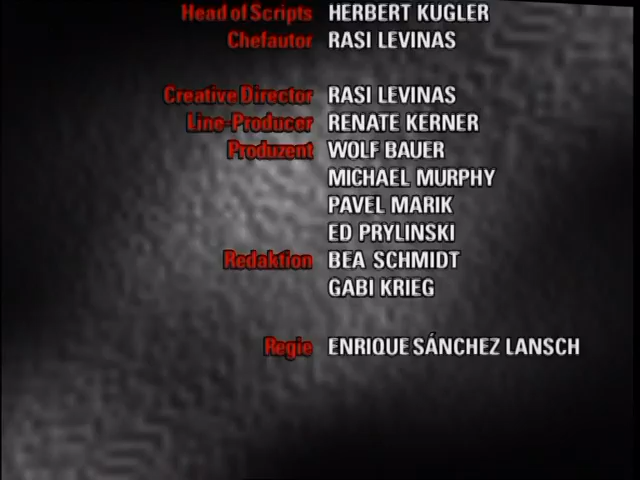 Head of Scripts HERBERT KUGLER
Chefautor RASI LEVINAS
Creative Director RASI LEVINAS
Line-Producer RENATE KERNER
Produzent WOLF BAUER
MICHAEL MURPHY
PAVEL MARIK
ED PRYLINSKI
Redaktion BEA SCHMIDT
GABI KRIEG
Regie ENRIQUE SÁNCHEZ LANSCH